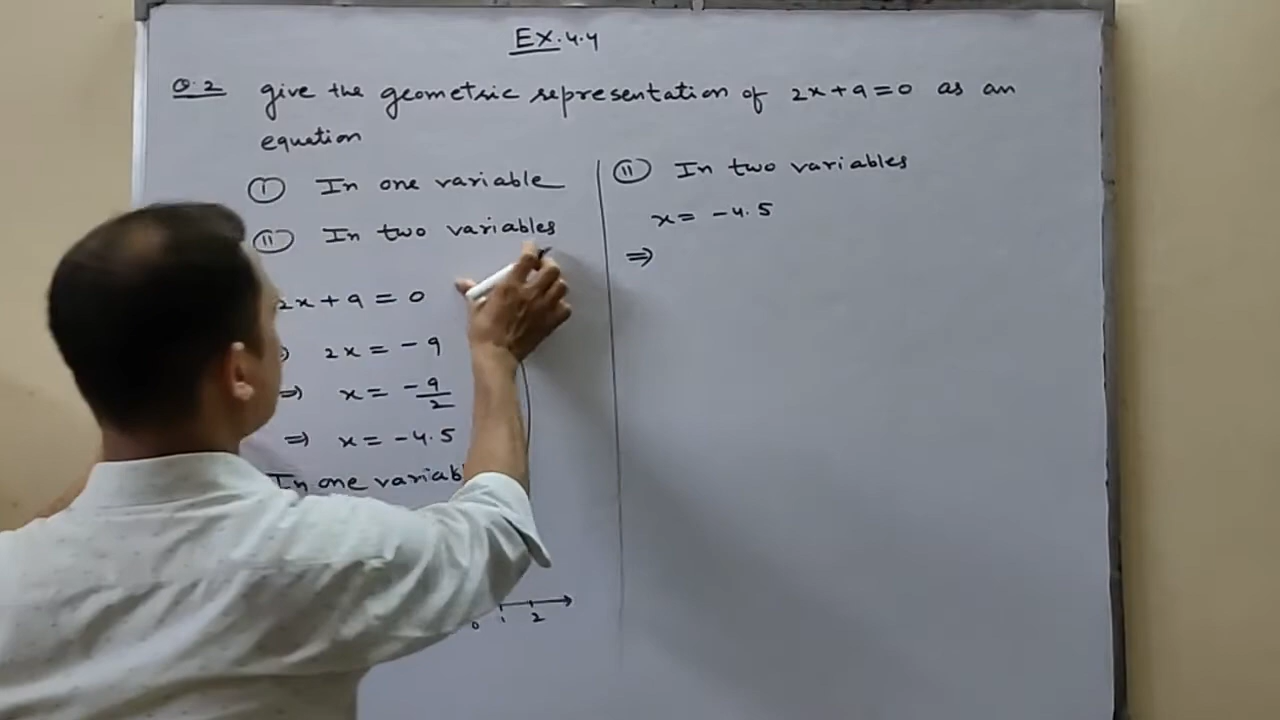 Ex. 4.4
Q.2 give the geometric representation of 2x+9=0 as an
equation
(i) In one variable
(ii) In two variables
2x+9=0
2x = -9
⇒ x = -9/2
⇒ x = -4.5
In one
0 1 2
(ii) In two variables
x = -4.5
⇒